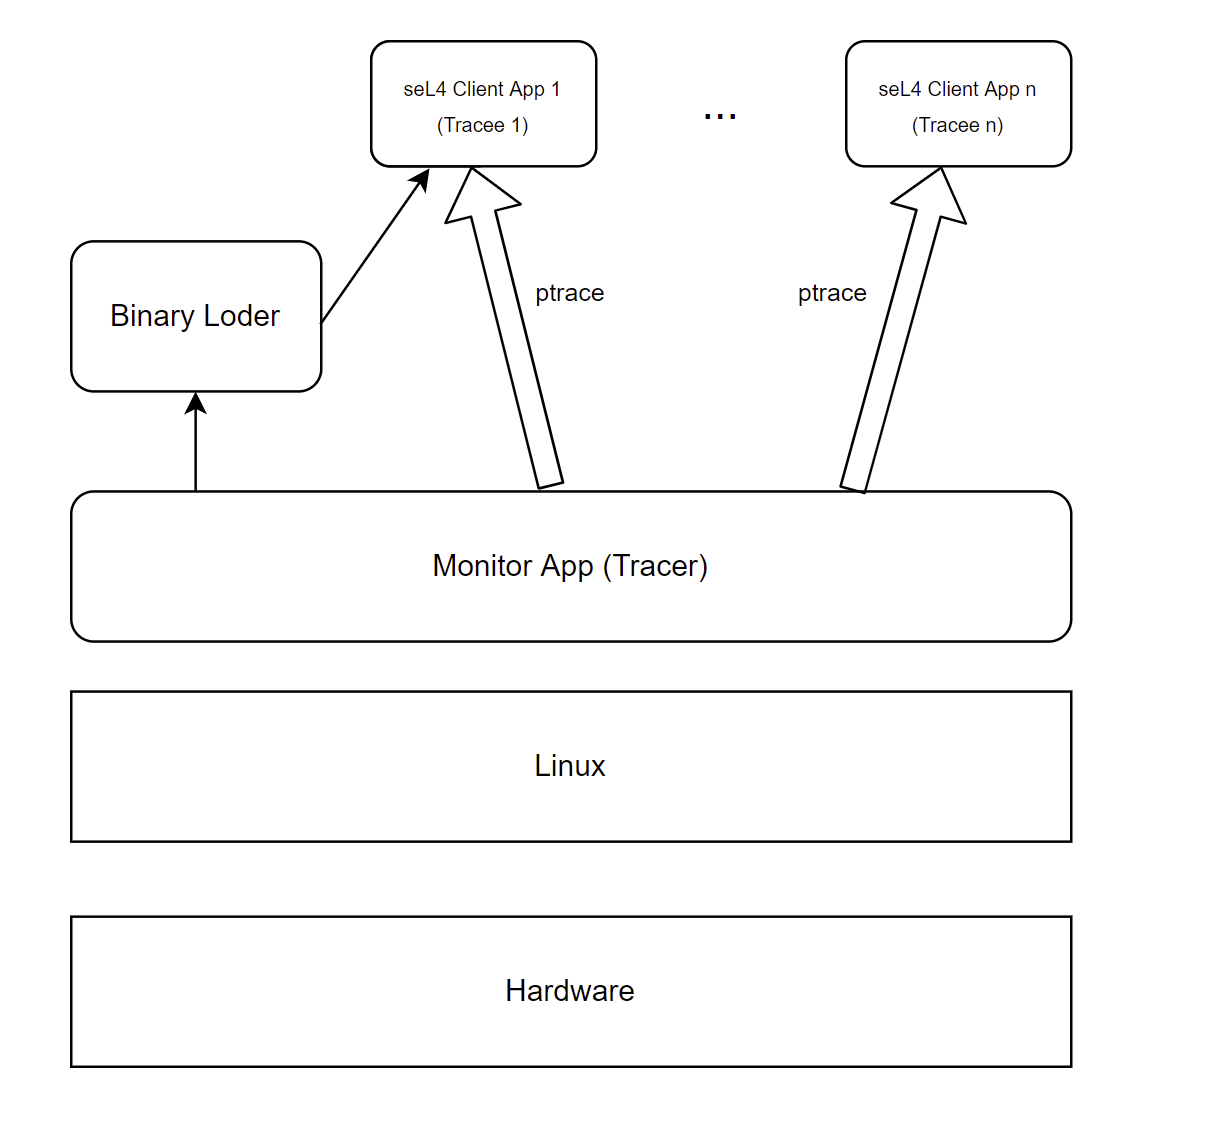 seL4 Client App 1
(Tracee 1)
...
seL4 Client App n
(Tracee n)
Binary Loder
ptrace
ptrace
Monitor App (Tracer)
Linux
Hardware